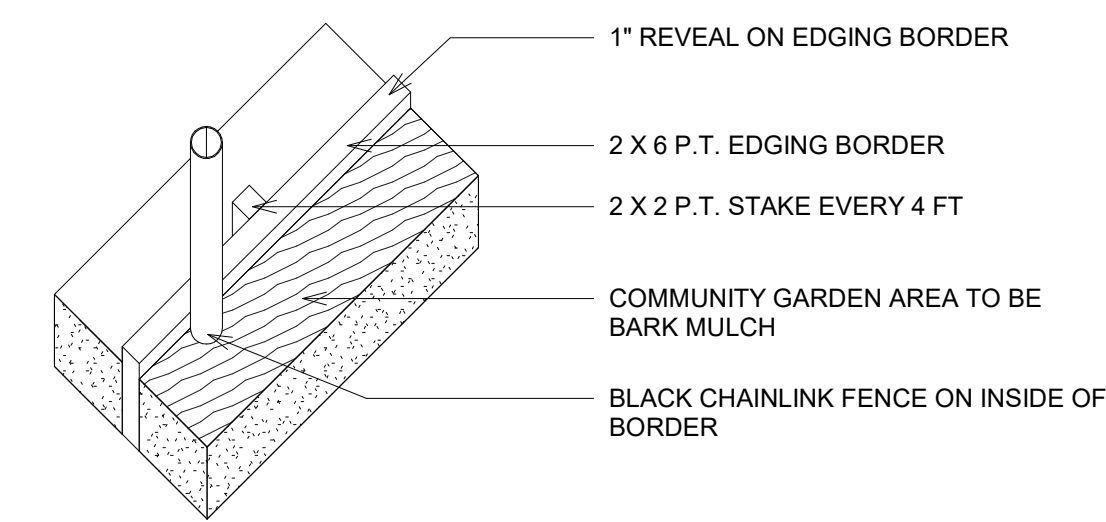 1" REVEAL ON EDGING BORDER
2 X 6 P.T. EDGING BORDER
2 X 2 P.T. STAKE EVERY 4 FT
COMMUNITY GARDEN AREA TO BE
BARK MULCH
BLACK CHAINLINK FENCE ON INSIDE OF
BORDER